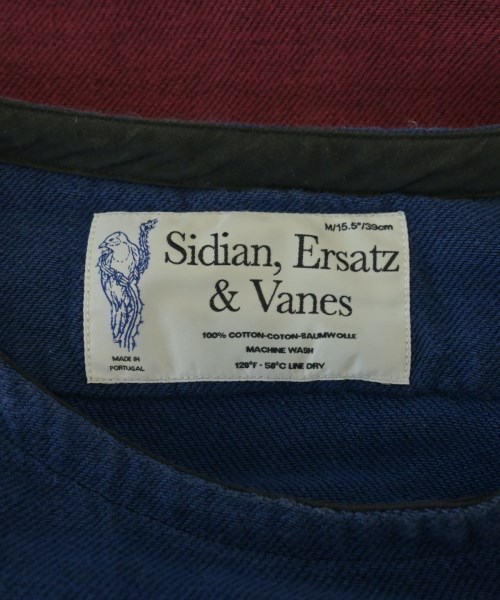 M/15.5"/39cm
Sidian, Ersatz
& Vanes
100% COTTON-COTON-BAUMWOLLE
MACHINE WASH
120°F - 50°C LINE DRY
MADE IN
PORTUGAL